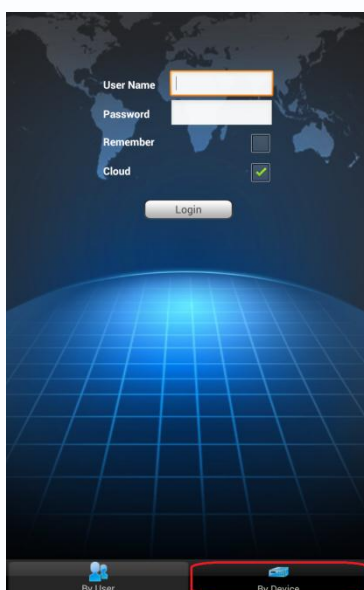 User Name
Password
Remember
Cloud
Login
By User
By Device